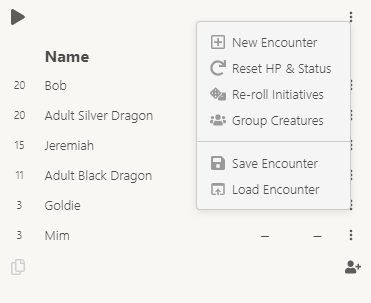 New Encounter
Name
Reset HP & Status
20 Bob
Re-roll Initiatives
20 Adult Silver Dragon
Group Creatures
15 Jeremiah
Save Encounter
11 Adult Black Dragon
Load Encounter
3 Goldie
3 Mim – –